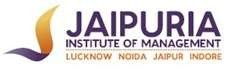 JAIPURIA
INSTITUTE OF MANAGEMENT
LUCKNOW NOIDA JAIPUR INDORE